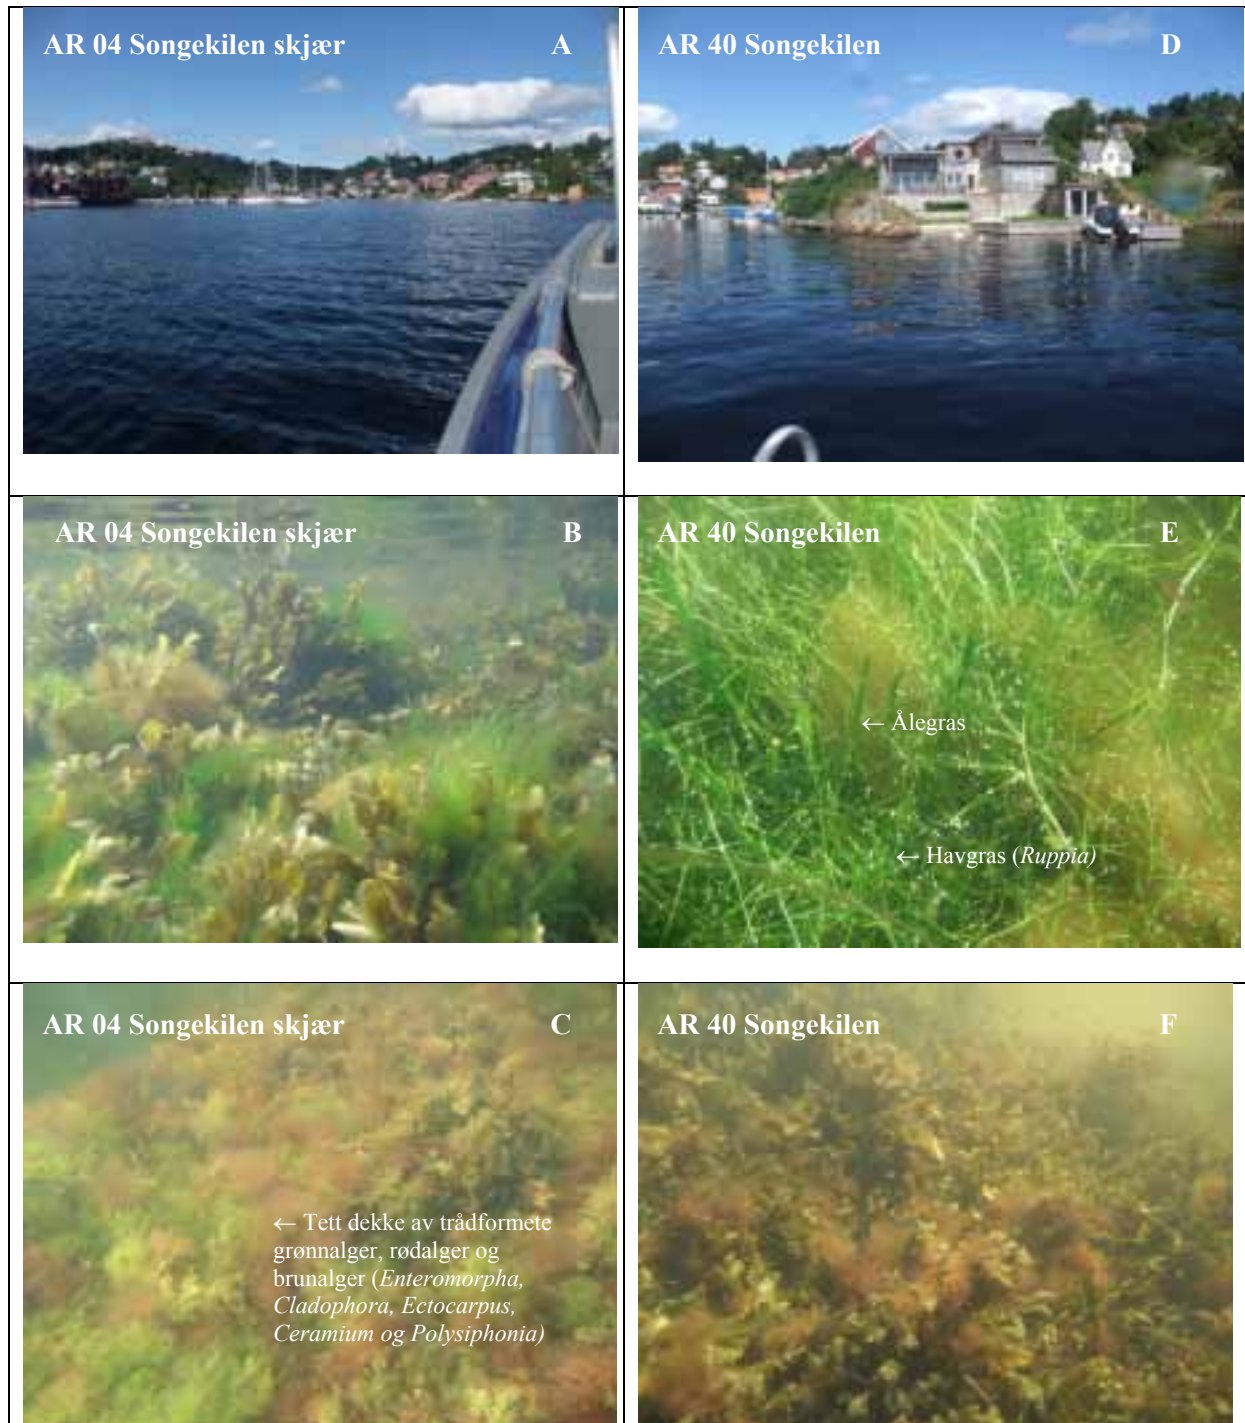 AR 04 Songekilen skjær A
AR 40 Songekilen D
AR 04 Songekilen skjær B
AR 40 Songekilen E
← Ålegras
← Havgras (Ruppia)
AR 04 Songekilen skjær C
← Tett dekke av trådformete
grønnalger, rødalger og
brunalger (Enteromorpha,
Cladophora, Ectocarpus,
Ceramium og Polysiphonia)
AR 40 Songekilen F